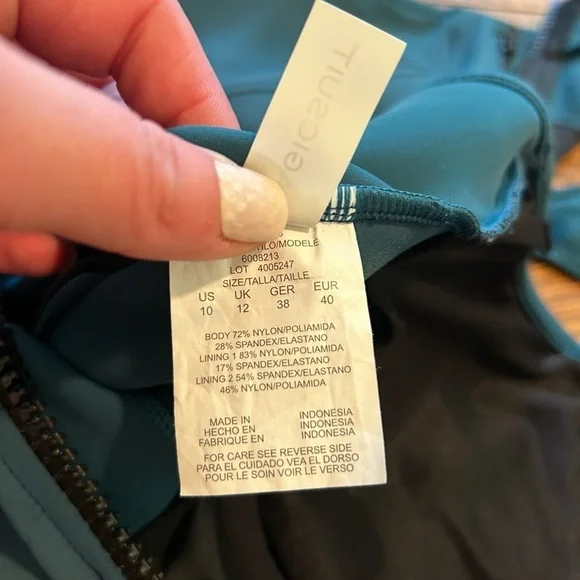 ILO/MODÈLE
6008213
LOT 4005247
SIZE/TALLA/TAILLE
US UK GER EUR
10 12 38 40
BODY 72% NYLON/POLIAMIDA
28% SPANDEX/ELASTANO
LINING 1 83% NYLON/POLIAMIDA
17% SPANDEX/ELASTANO
LINING 2 54% SPANDEX/ELASTANO
46% NYLON/POLIAMIDA
MADE IN INDONESIA
HECHO EN INDONESIA
FABRIQUE EN INDONESIA
FOR CARE SEE REVERSE SIDE
PARA EL CUIDADO VEA EL DORSO
POUR LE SOIN VOIR LE VERSO